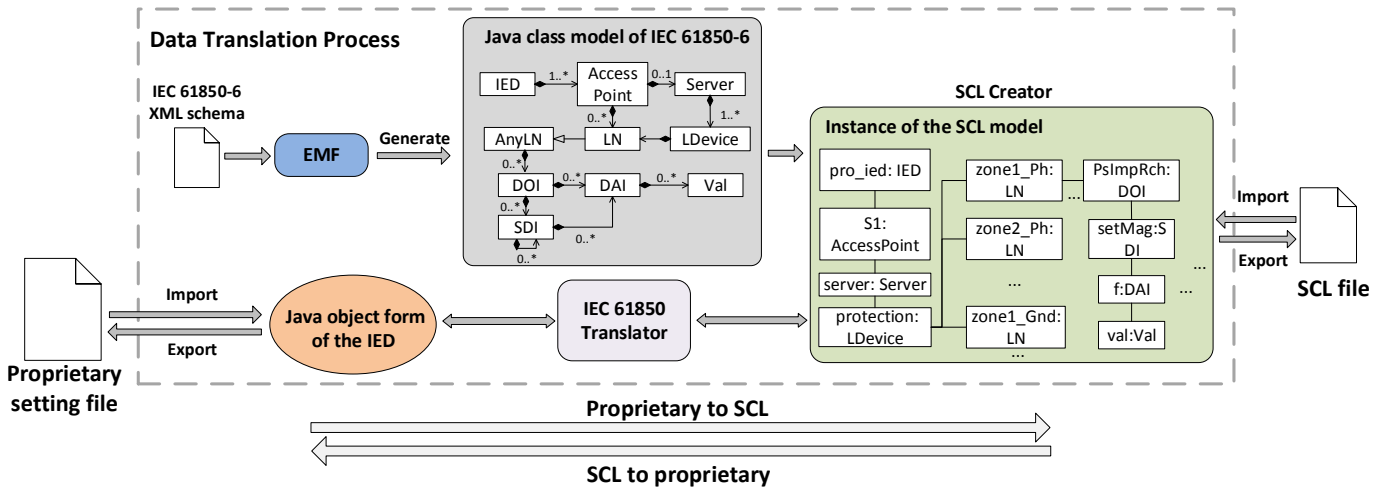 Data Translation Process
IEC 61850-6
XML schema
EMF
Generate
Java class model of IEC 61850-6
IED
1..*
Access
Point
0..1
Server
0..*
1..*
AnyLN
LN
LDevice
0..*
DOI
0..*
DAI
0..*
Val
0..*
SDI
0..*
0..*
SCL Creator
Instance of the SCL model
pro_ied: IED
S1:
AccessPoint
server: Server
protection:
LDevice
zone1_Ph:
LN
...
zone2_Ph:
LN
...
zone1_Gnd:
LN
...
PsImpRch:
DOI
setMag:S
DI
...
f:DAI
...
val:Val
Import
Export
SCL file
Proprietary
setting file
Import
Export
Java object form
of the IED
IEC 61850
Translator
Proprietary to SCL
SCL to proprietary